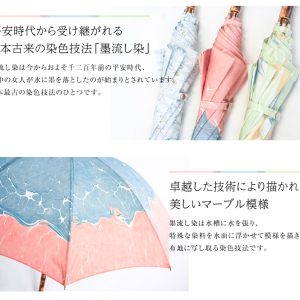 平安時代から受け継がれる
本古来の染色技法「墨流し染」
流し染は今からおよそ千二百年前の平安時代、
中の女人が水に墨を落としたのが始まりとされています。
本最古の染色技法のひとつです。
卓越した技術により描かれ
美しいマーブル模様
墨流し染は水槽に水を張り、
特殊な染料を水面に浮かせて模様を描き
布地に写し取る染色技法です。